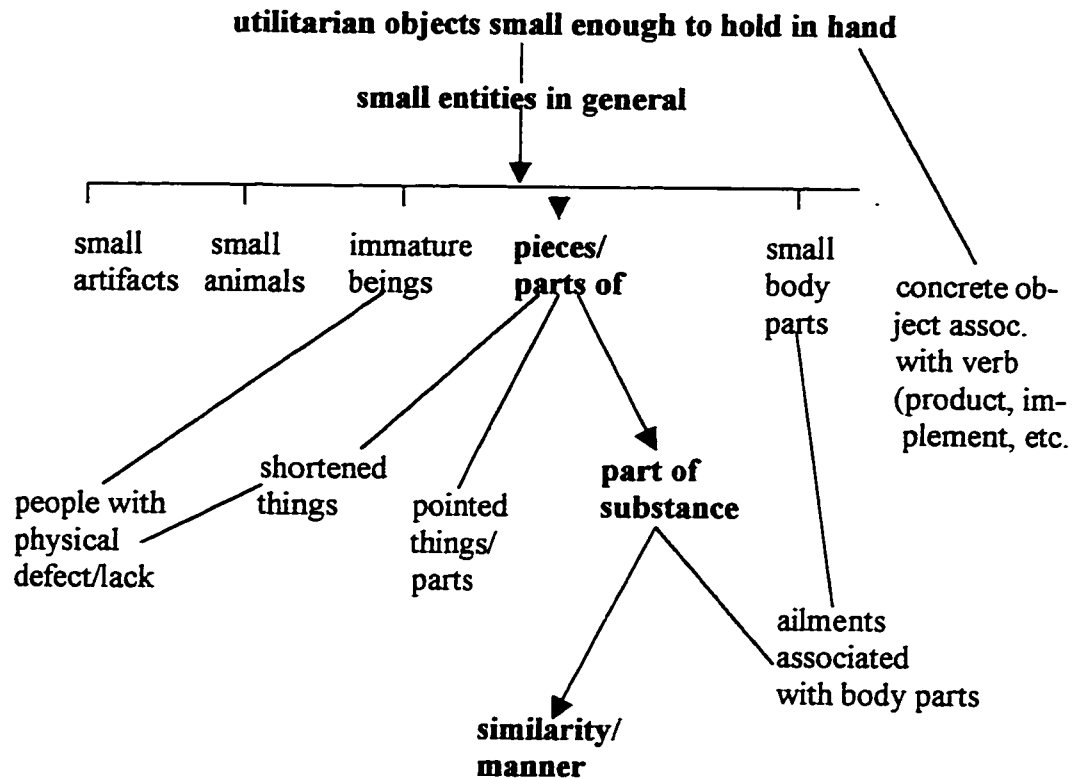 utilitarian objects small enough to hold in hand
small entities in general
small
artifacts
small
animals
immature
beings
pieces/
parts of
small
body
parts
concrete ob-
ject assoc.
with verb
(product, im-
plement, etc.
people with
physical
defect/lack
shortened
things
pointed
things/
parts
part of
substance
ailments
associated
with body parts
similarity/
manner